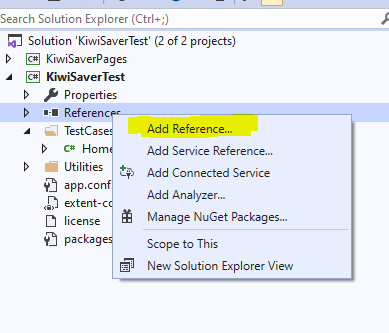 Search Solution Explorer (Ctrl+;)
Solution 'KiwiSaverTest' (2 of 2 projects)
C# KiwiSaverPages
C# KiwiSaverTest
Properties
References
TestCases
C# Home
Utilities
app.conf
extent-co
license
packages
Add Reference...
Add Service Reference...
Add Connected Service
Add Analyzer...
Manage NuGet Packages...
Scope to This
New Solution Explorer View